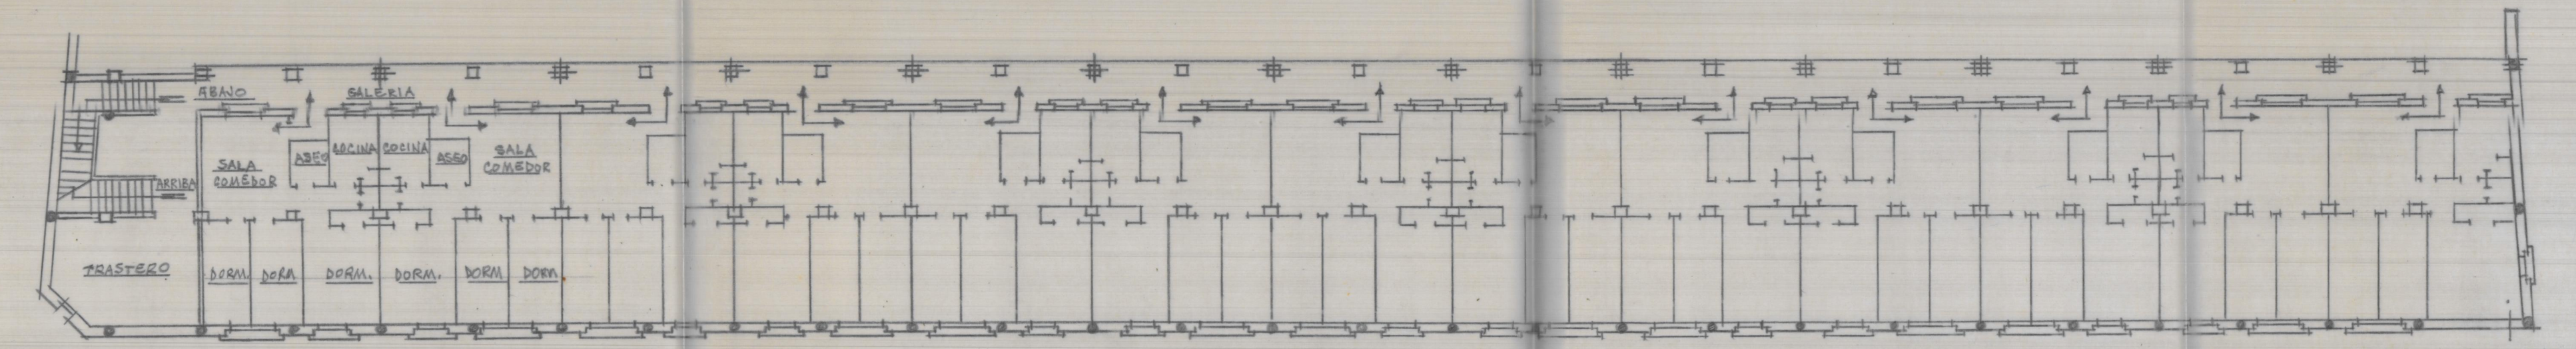 ABAJO
GALERIA
ARRIBA
SALA
COMEDOR
ASEO
COCINA
COCINA
ASEO
SALA
COMEDOR
TRASTERO
DORM.
DORM
DORM.
DORM.
DORM
DORM.